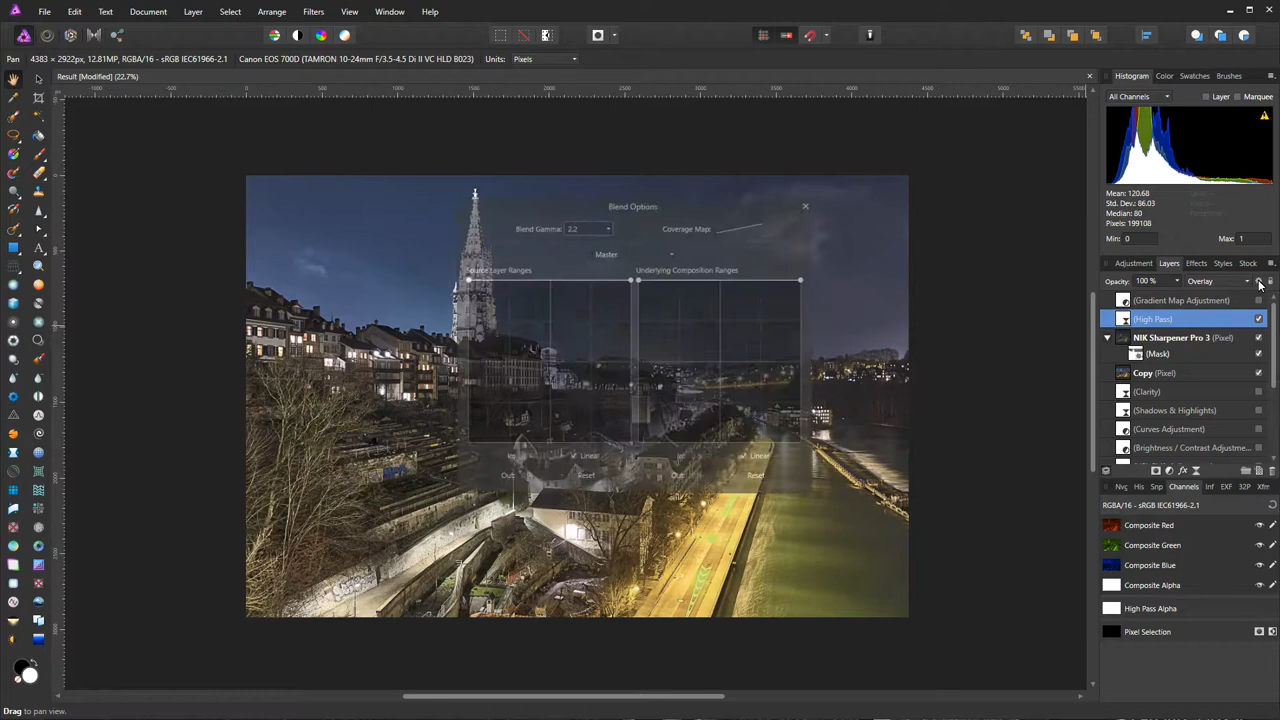 File Edit Text Document Layer Select Arrange Filters View Window Help
Pan 4383 × 2922px, 12.81MP, RGBA/16 - sRGB IEC61966-2.1 Canon EOS 700D (TAMRON 10-24mm F/3.5-4.5 Di II VC HLD B023) Units: Pixels
Result [Modified] (22,7%)
Histogram Color Swatches Brushes
All Channels Layer Marquee
Mean: 120.68
Std. Dev.: 86.03
Median: 80
Pixels: 199108
Min: 0 Max: 1
Blend Options
Blend Gamma: 2,2 Coverage Map:
Master
Source Layer Ranges Underlying Composition Ranges
Linear Linear
Out: Reset Out: Reset
Adjustment Layers Effects Styles Stock
Opacity: 100 % Overlay
(Gradient Map Adjustment)
(High Pass)
NIK Sharpener Pro 3 (Pixel)
(Mask)
Copy (Pixel)
(Clarity)
(Shadows & Highlights)
(Curves Adjustment)
(Brightness / Contrast Adjustme...
Nvg His Snp Channels Inf EXF 32P Xfm
RGBA/16 - sRGB IEC61966-2.1
Composite Red
Composite Green
Composite Blue
Composite Alpha
High Pass Alpha
Pixel Selection
Drag to pan view.